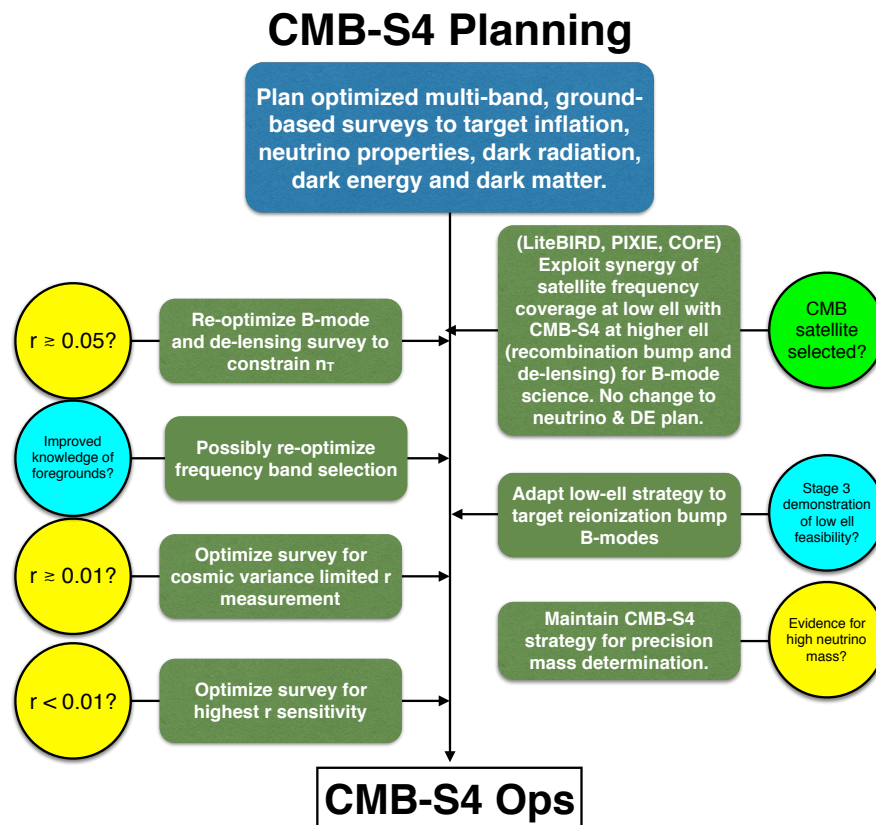 CMB-S4 Planning
Plan optimized multi-band, ground-
based surveys to target inflation,
neutrino properties, dark radiation,
dark energy and dark matter.
(LiteBIRD, PIXIE, COrE)
Exploit synergy of
satellite frequency
coverage at low ell with
CMB-S4 at higher ell
(recombination bump and
de-lensing) for B-mode
science. No change to
neutrino & DE plan.
CMB
satellite
selected?
r ≳ 0.05?
Re-optimize B-mode
and de-lensing survey to
constrain nT
Improved
knowledge of
foregrounds?
Possibly re-optimize
frequency band selection
Adapt low-ell strategy to
target reionization bump
B-modes
Stage 3
demonstration
of low ell
feasibility?
r ≳ 0.01?
Optimize survey for
cosmic variance limited r
measurement
Maintain CMB-S4
strategy for precision
mass determination.
Evidence for
high neutrino
mass?
r < 0.01?
Optimize survey for
highest r sensitivity
CMB-S4 Ops